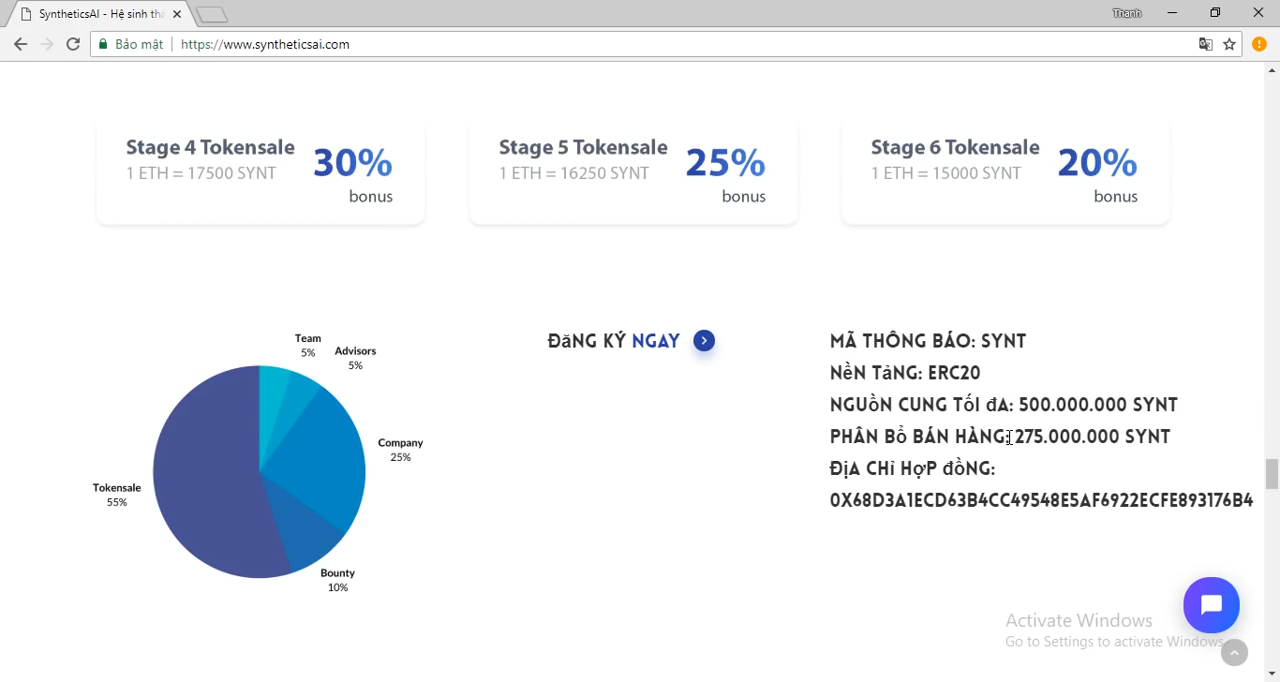 SyntheticsAI - Hệ sinh thá
Thanh
Bảo mật
https://www.syntheticsai.com
Stage 4 Tokensale
1 ETH = 17500 SYNT
30%
bonus
Stage 5 Tokensale
1 ETH = 16250 SYNT
25%
bonus
Stage 6 Tokensale
1 ETH = 15000 SYNT
20%
bonus
Team
5%
Advisors
5%
Company
25%
Tokensale
55%
Bounty
10%
ĐăNG KÝ NGAY
MÃ THÔNG BÁO: SYNT
NềN TảNG: ERC20
NGUồN CUNG TốI đA: 500.000.000 SYNT
PHÂN Bổ BÁN HÀNG: 275.000.000 SYNT
ĐịA CHỉ HợP đồNG:
0X68D3A1ECD63B4CC49548E5AF6922ECFE893176B4
Activate Windows
Go to Settings to activate Windows.